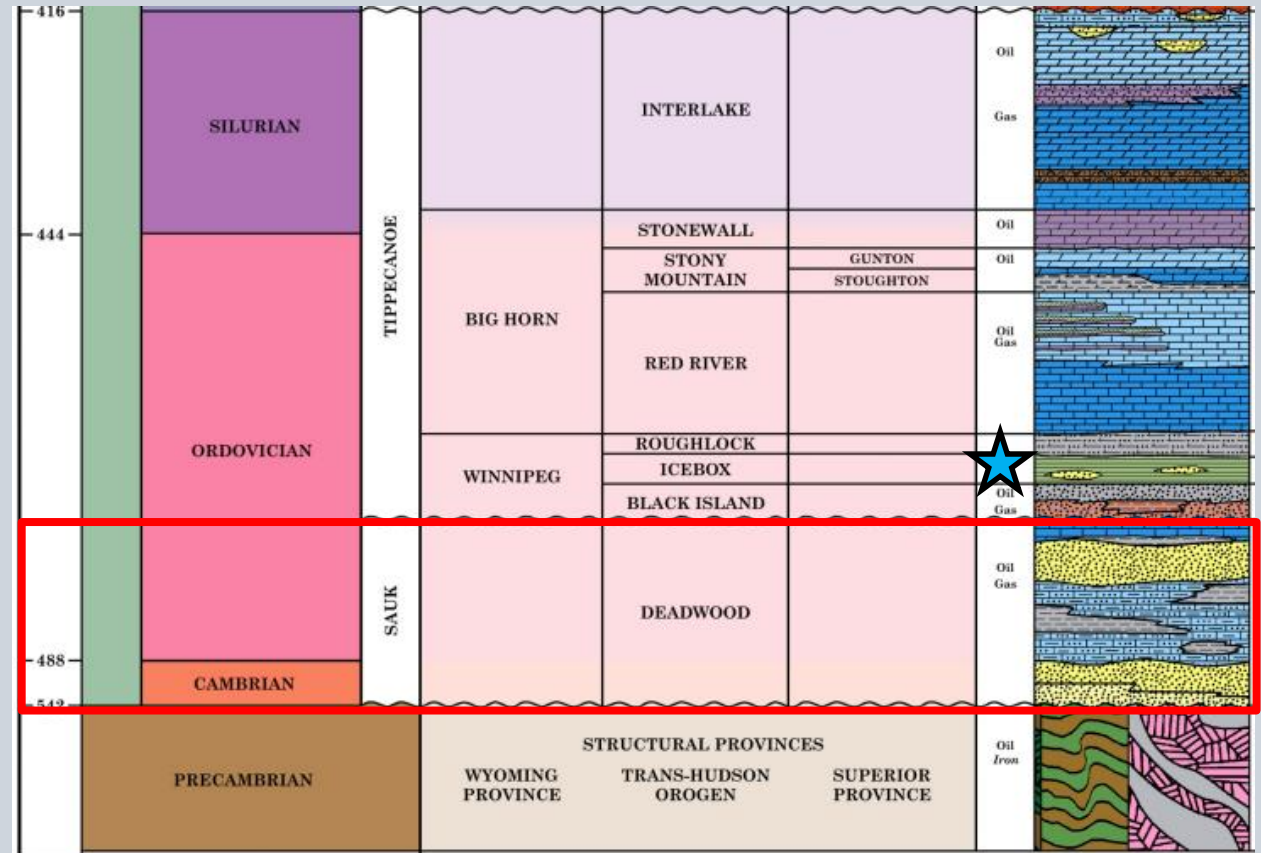 416
Oil
INTERLAKE
Gas
SILURIAN
444
STONEWALL
Oil
STONY
MOUNTAIN
GUNTON
STOUGHTON
Oil
TIPPECANOE
BIG HORN
RED RIVER
Oil
Gas
ORDOVICIAN
ROUGHLOCK
WINNIPEG
ICEBOX
BLACK ISLAND
Oil
Gas
SAUK
DEADWOOD
Oil
Gas
488
CAMBRIAN
542
PRECAMBRIAN
STRUCTURAL PROVINCES
WYOMING
PROVINCE
TRANS-HUDSON
OROGEN
SUPERIOR
PROVINCE
Oil
Iron